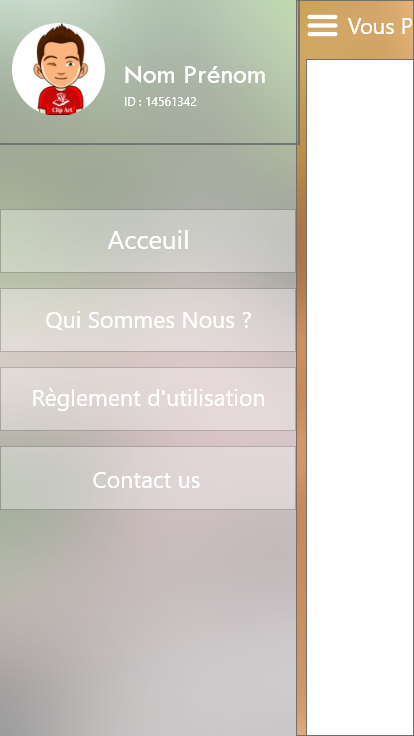 Vous P
Nom Prénom
ID : 14561342
Clip Art
Acceuil
Qui Sommes Nous ?
Règlement d'utilisation
Contact us